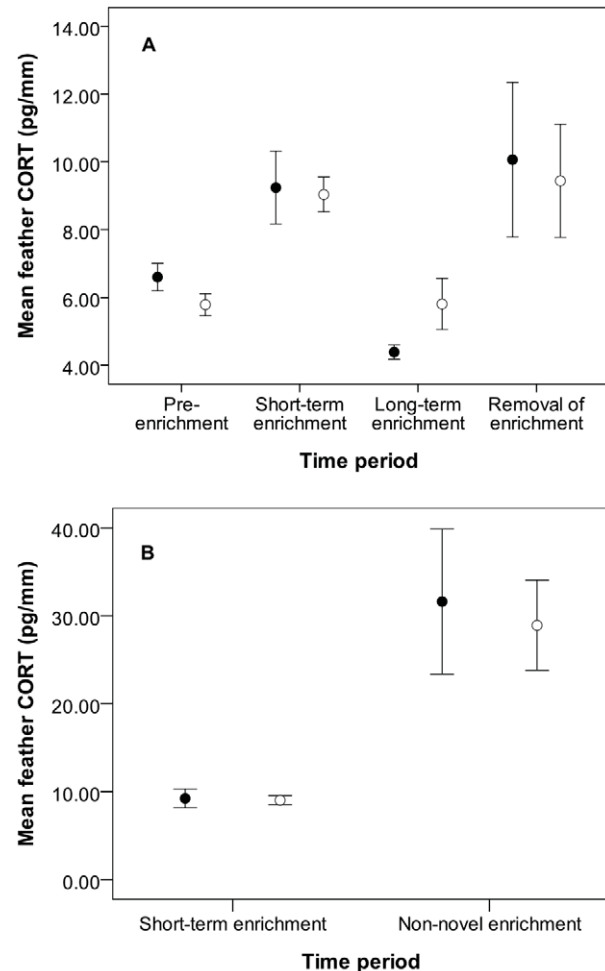 A
Mean feather CORT (pg/mm)
14.00
12.00
10.00
8.00
6.00
4.00
Pre-
enrichment
Short-term
enrichment
Long-term
enrichment
Removal of
enrichment
Time period
B
Mean feather CORT (pg/mm)
40.00
30.00
20.00
10.00
0.00
Short-term enrichment
Non-novel enrichment
Time period